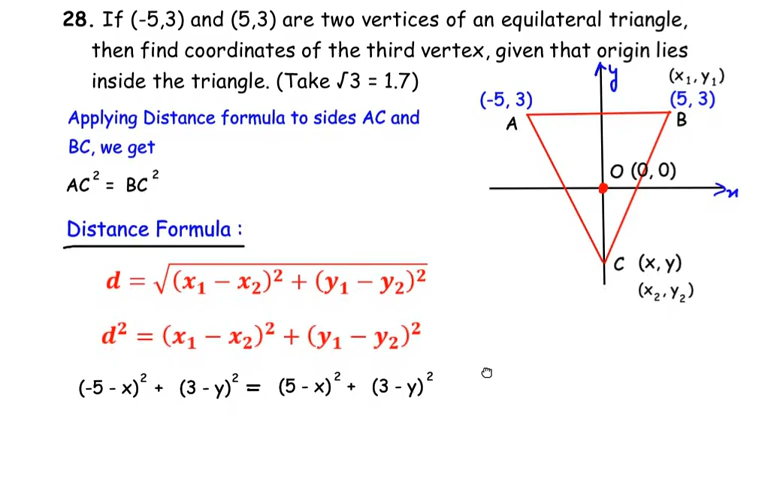 28. If (-5,3) and (5,3) are two vertices of an equilateral triangle,
then find coordinates of the third vertex, given that origin lies
inside the triangle. (Take √3 = 1.7)
Applying Distance formula to sides AC and
BC, we get
AC² = BC²
Distance Formula :
d = √(x₁ − x₂)² + (y₁ − y₂)²
d² = (x₁ − x₂)² + (y₁ − y₂)²
(-5 - x)² + (3 - y)² = (5 - x)² + (3 - y)²
y
(x₁, y₁)
(-5, 3)
(5, 3)
A
B
O (0, 0)
x
C (x, y)
(x₂, y₂)